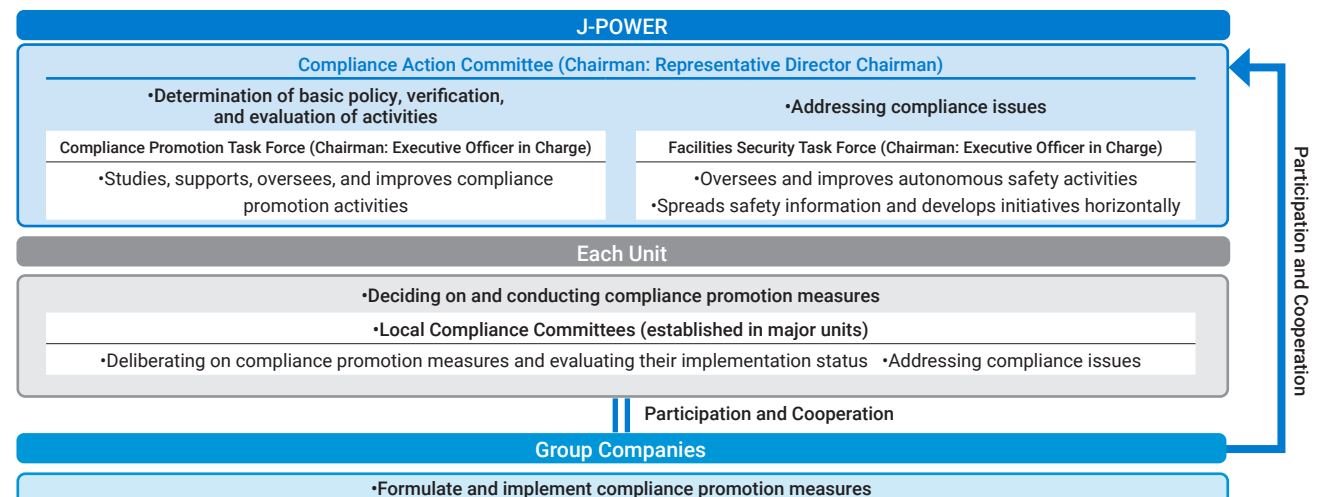 J-POWER
Compliance Action Committee (Chairman: Representative Director Chairman)
•Determination of basic policy, verification,
and evaluation of activities
•Addressing compliance issues
Compliance Promotion Task Force (Chairman: Executive Officer in Charge)
•Studies, supports, oversees, and improves compliance
promotion activities
Facilities Security Task Force (Chairman: Executive Officer in Charge)
•Oversees and improves autonomous safety activities
•Spreads safety information and develops initiatives horizontally
Each Unit
•Deciding on and conducting compliance promotion measures
•Local Compliance Committees (established in major units)
•Deliberating on compliance promotion measures and evaluating their implementation status •Addressing compliance issues
Participation and Cooperation
Group Companies
•Formulate and implement compliance promotion measures
Participation and Cooperation